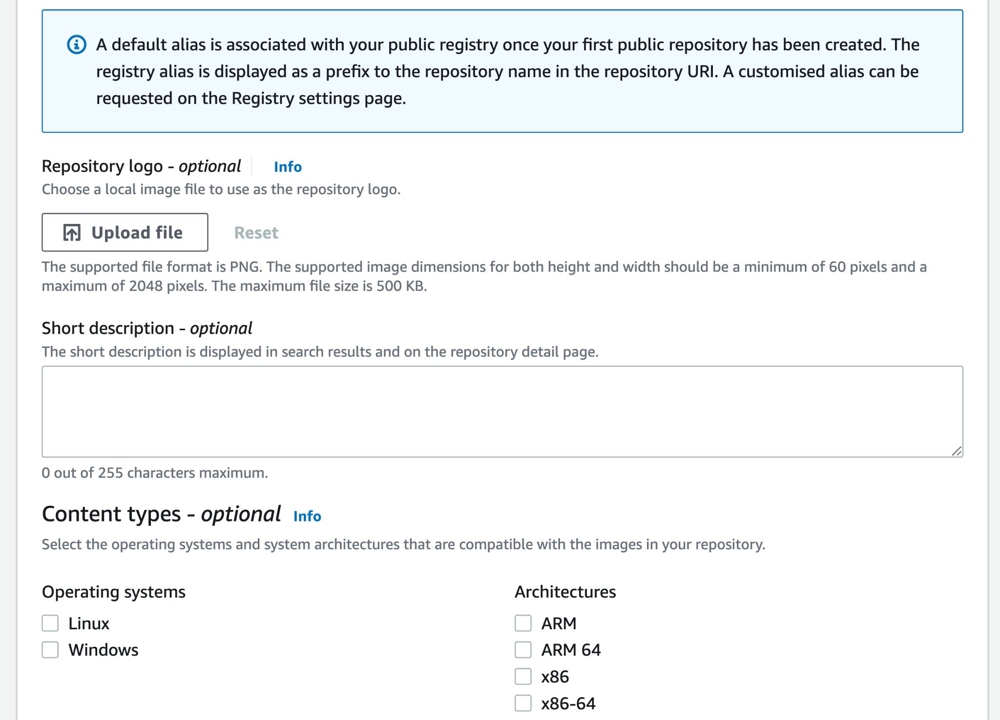 A default alias is associated with your public registry once your first public repository has been created. The
registry alias is displayed as a prefix to the repository name in the repository URI. A customised alias can be
requested on the Registry settings page.
Repository logo - optional Info
Choose a local image file to use as the repository logo.
Upload file Reset
The supported file format is PNG. The supported image dimensions for both height and width should be a minimum of 60 pixels and a
maximum of 2048 pixels. The maximum file size is 500 KB.
Short description - optional
The short description is displayed in search results and on the repository detail page.
0 out of 255 characters maximum.
Content types - optional Info
Select the operating systems and system architectures that are compatible with the images in your repository.
Operating systems
Linux
Windows
Architectures
ARM
ARM 64
x86
x86-64